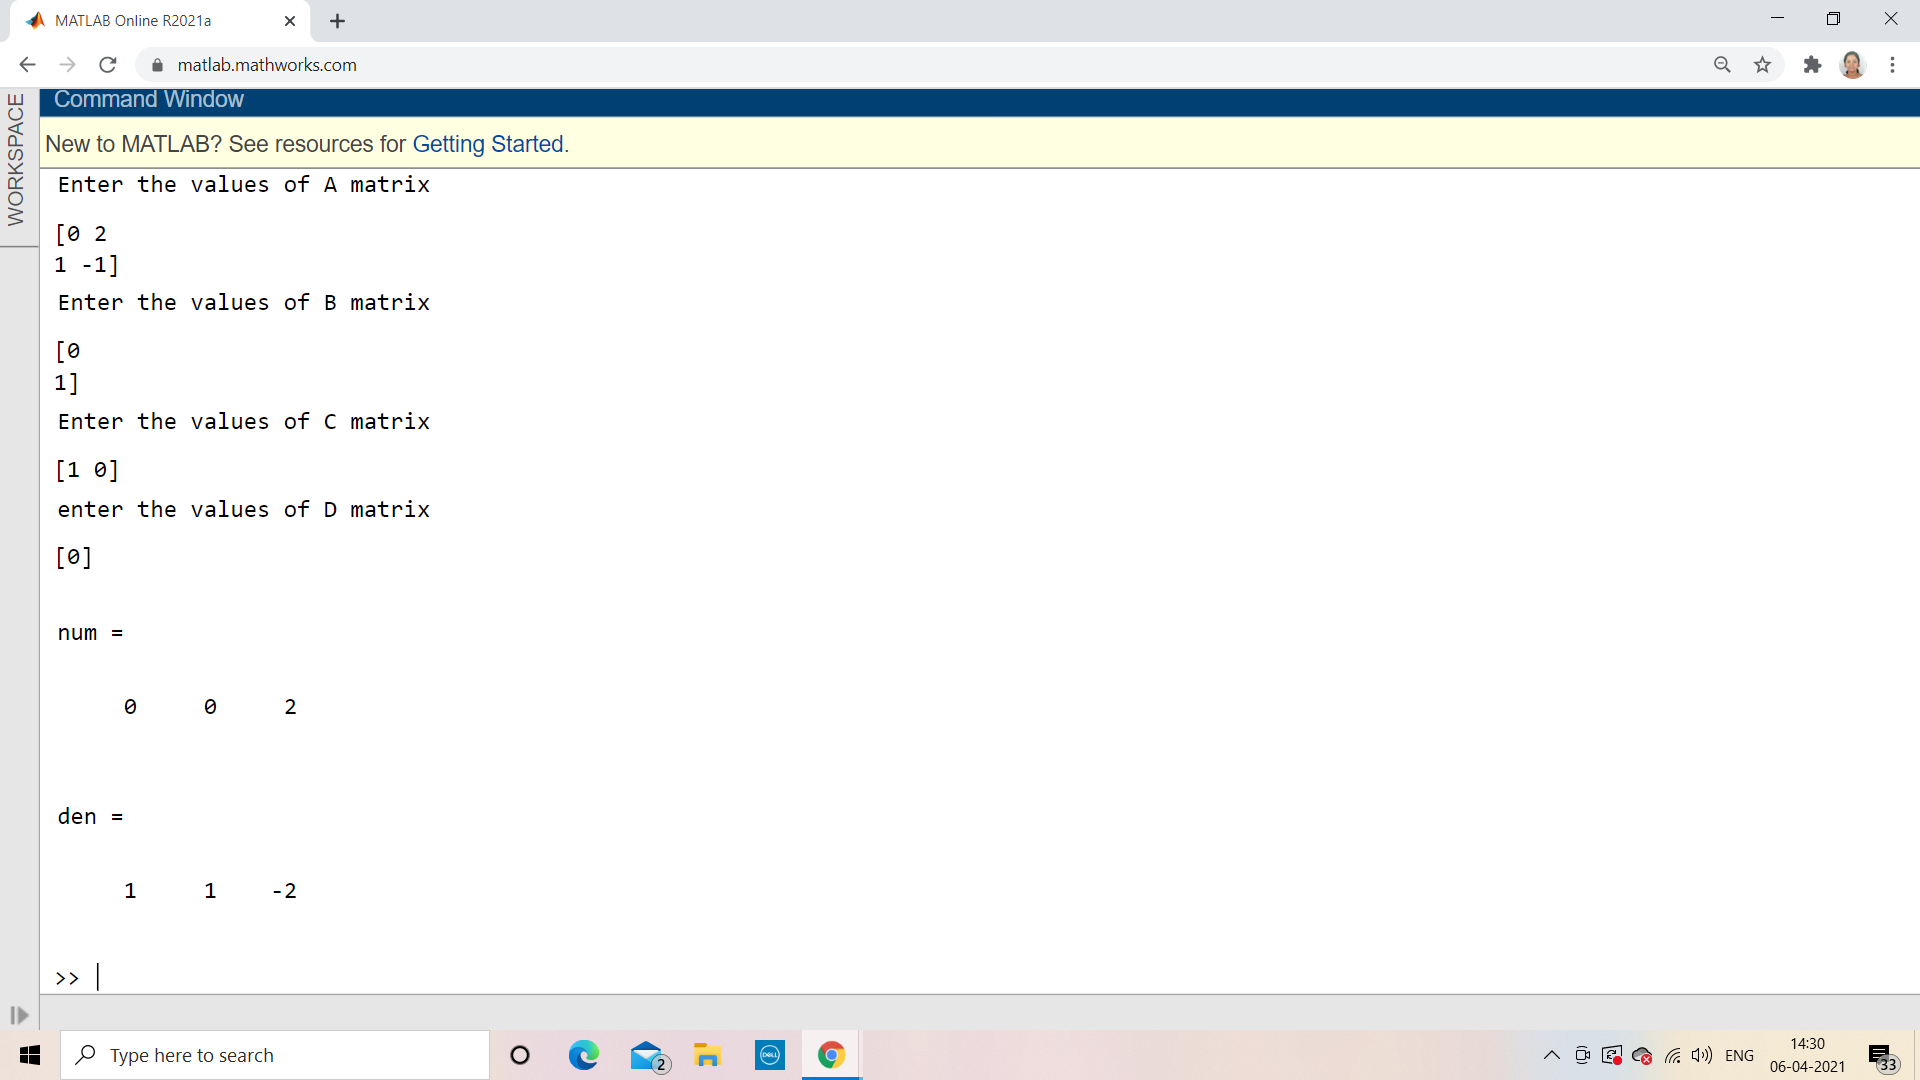 MATLAB Online R2021a
matlab.mathworks.com
WORKSPACE
Command Window
New to MATLAB? See resources for Getting Started.
Enter the values of A matrix
[0 2
1 -1]
Enter the values of B matrix
[0
1]
Enter the values of C matrix
[1 0]
enter the values of D matrix
[0]
num =
0 0 2
den =
1 1 -2
>>
Type here to search
2
DELL
ENG
14:30
06-04-2021
33